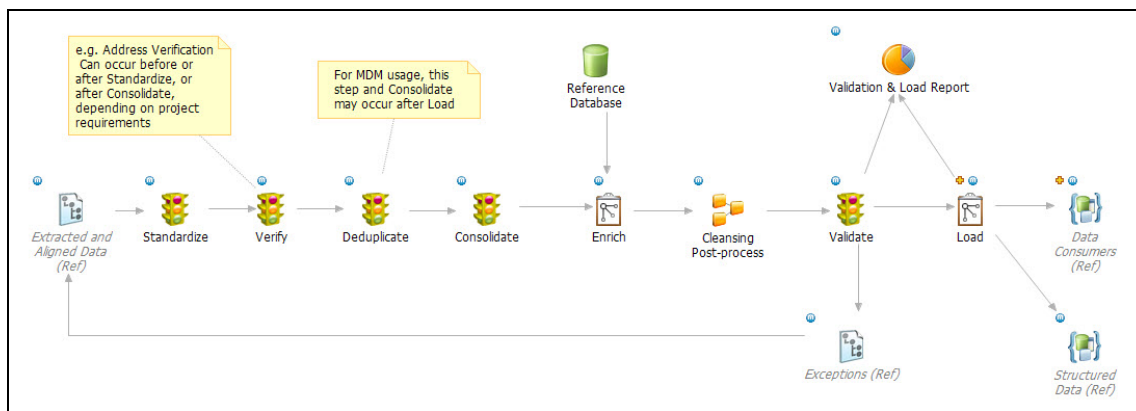 e.g. Address Verification
Can occur before or
after Standardize, or
after Consolidate,
depending on project
requirements
For MDM usage, this
step and Consolidate
may occur after Load
Reference
Database
Validation & Load Report
Extracted and
Aligned Data
(Ref)
Standardize
Verify
Deduplicate
Consolidate
Enrich
Cleansing
Post-process
Validate
Load
Data
Consumers
(Ref)
Exceptions (Ref)
Structured
Data (Ref)